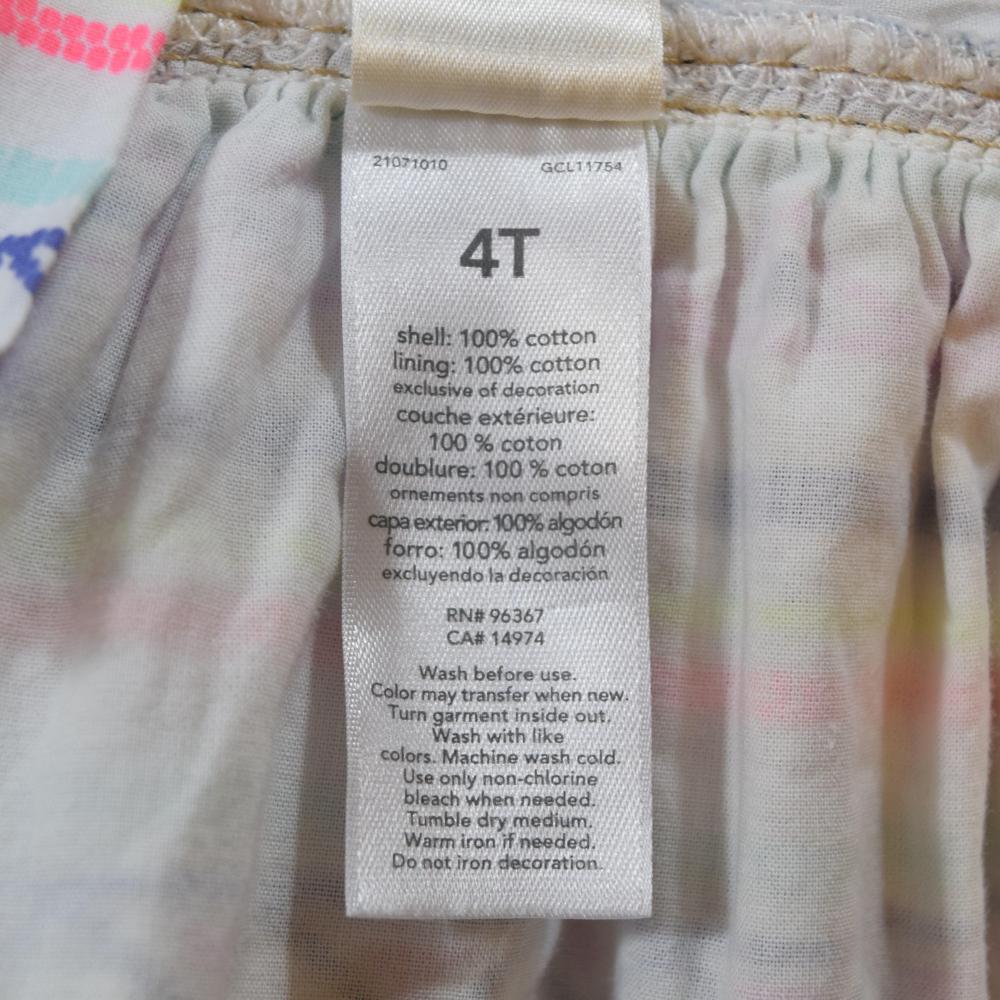 21071010 GCL11754
4T
shell: 100% cotton
lining: 100% cotton
exclusive of decoration
couche extérieure:
100 % coton
doublure: 100 % coton
ornements non compris
capa exterior: 100% algodón
forro: 100% algodón
excluyendo la decoración
RN# 96367
CA# 14974
Wash before use.
Color may transfer when new.
Turn garment inside out.
Wash with like
colors. Machine wash cold.
Use only non-chlorine
bleach when needed.
Tumble dry medium.
Warm iron if needed.
Do not iron decoration.